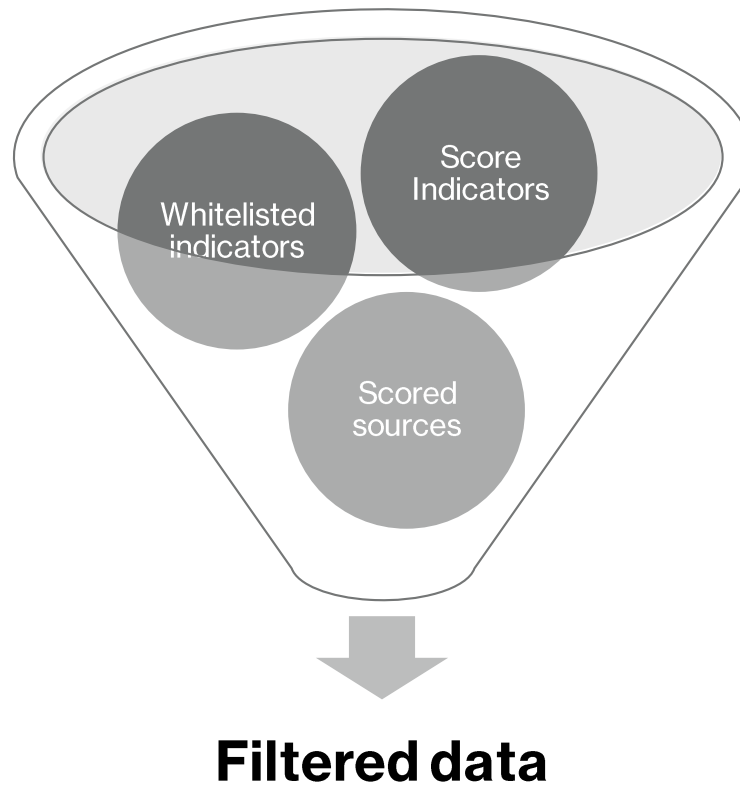 Score
Indicators
Whitelisted
indicators
Scored
sources
Filtered data